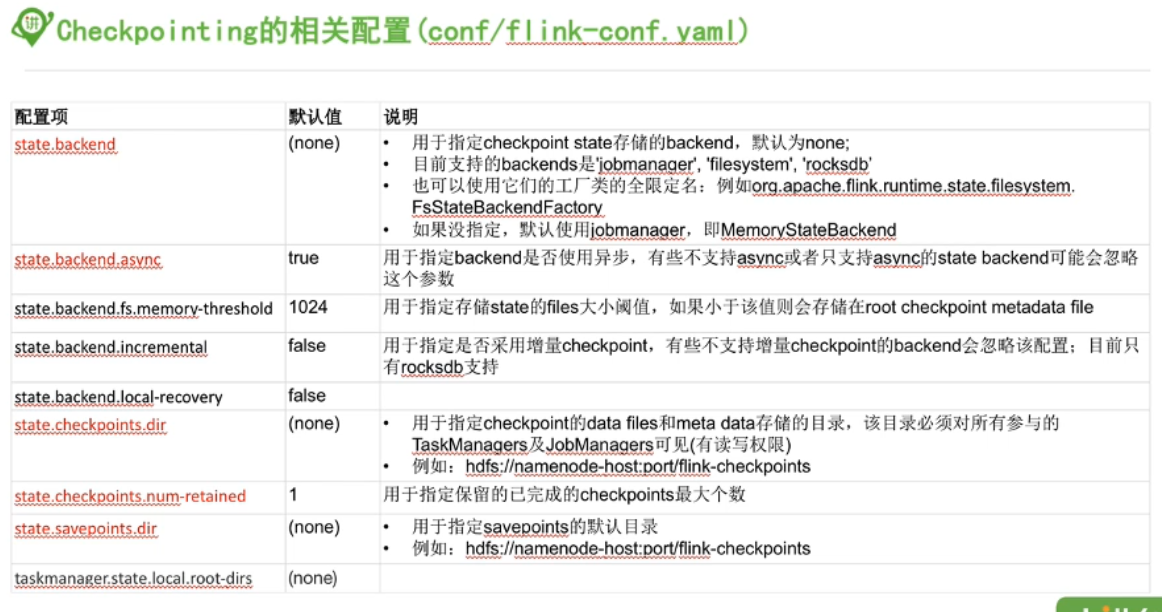 Checkpointing的相关配置(conf/flink-conf.yaml)
配置项 默认值 说明
state.backend (none) • 用于指定checkpoint state存储的backend，默认为none;
• 目前支持的backends是'jobmanager', 'filesystem', 'rocksdb'
• 也可以使用它们的工厂类的全限定名：例如org.apache.flink.runtime.state.filesystem.
FsStateBackendFactory
• 如果没指定，默认使用jobmanager，即MemoryStateBackend
state.backend.async true 用于指定backend是否使用异步，有些不支持async或者只支持async的state backend可能会忽略
这个参数
state.backend.fs.memory-threshold 1024 用于指定存储state的files大小阈值，如果小于该值则会存储在root checkpoint metadata file
state.backend.incremental false 用于指定是否采用增量checkpoint，有些不支持增量checkpoint的backend会忽略该配置；目前只
有rocksdb支持
state.backend.local-recovery false
state.checkpoints.dir (none) • 用于指定checkpoint的data files和meta data存储的目录，该目录必须对所有参与的
TaskManagers及JobManagers可见(有读写权限)
• 例如：hdfs://namenode-host:port/flink-checkpoints
state.checkpoints.num-retained 1 用于指定保留的已完成的checkpoints最大个数
state.savepoints.dir (none) • 用于指定savepoints的默认目录
• 例如：hdfs://namenode-host:port/flink-checkpoints
taskmanager.state.local.root-dirs (none)